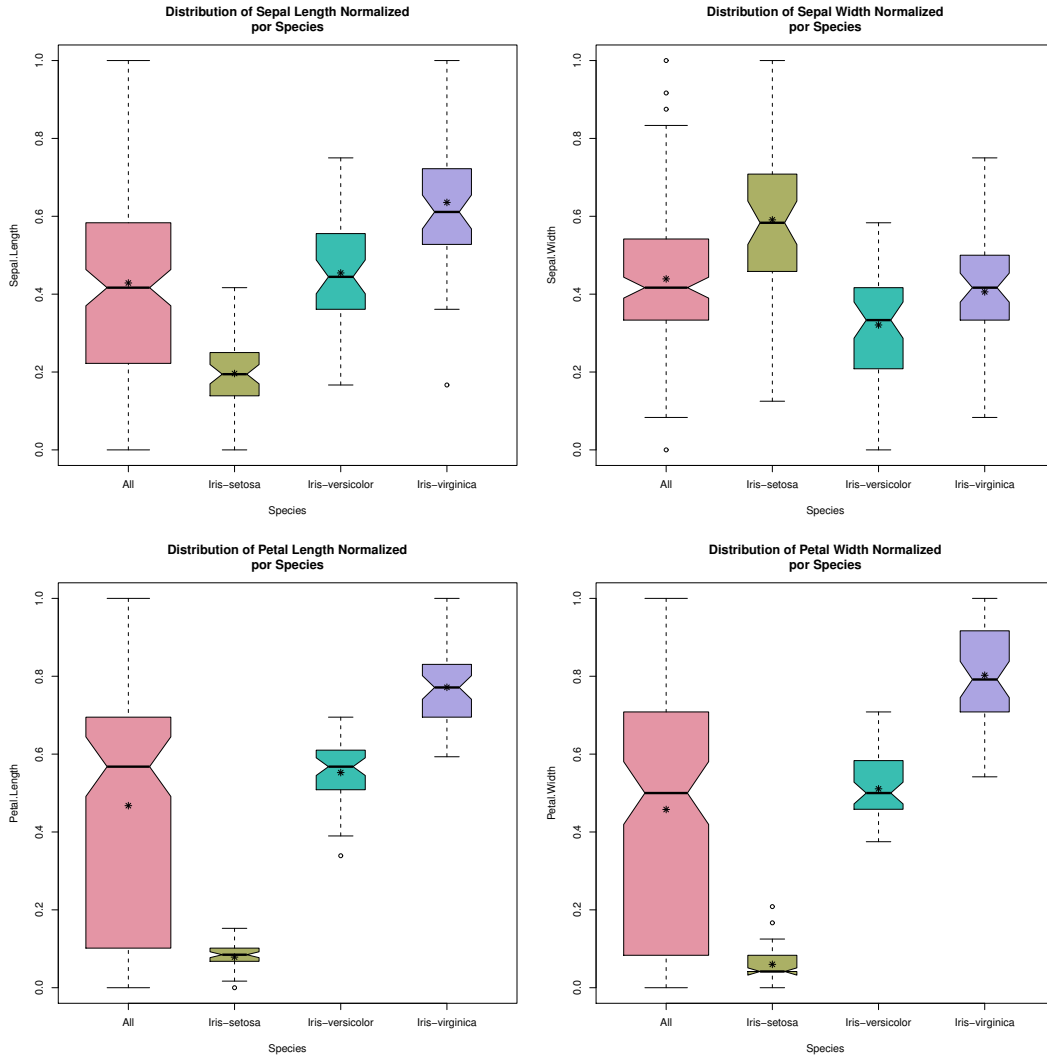 Distribution of Sepal Length Normalized
por Species
Sepal.Length
1.0
0.8
0.6
0.4
0.2
0.0
All Iris−setosa Iris−versicolor Iris−virginica
Species
Distribution of Sepal Width Normalized
por Species
Sepal.Width
1.0
0.8
0.6
0.4
0.2
0.0
All Iris−setosa Iris−versicolor Iris−virginica
Species
Distribution of Petal Length Normalized
por Species
Petal.Length
1.0
0.8
0.6
0.4
0.2
0.0
All Iris−setosa Iris−versicolor Iris−virginica
Species
Distribution of Petal Width Normalized
por Species
Petal.Width
1.0
0.8
0.6
0.4
0.2
0.0
All Iris−setosa Iris−versicolor Iris−virginica
Species